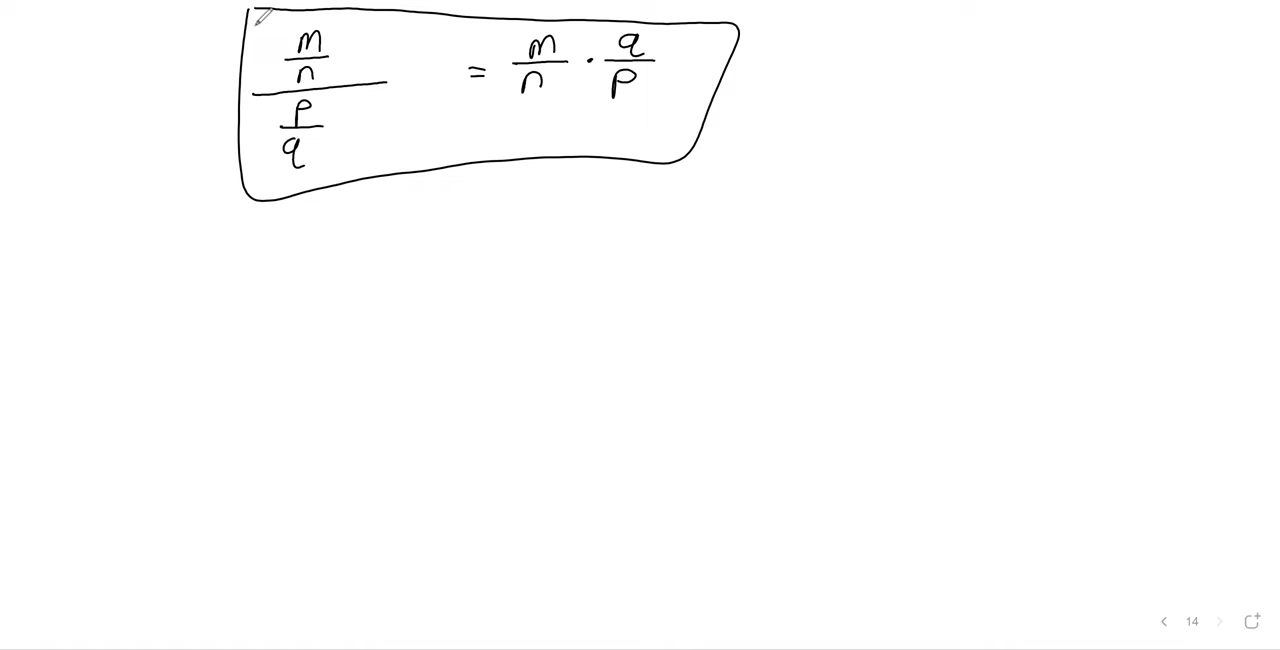 m/n / p/q = m/n · q/p
14